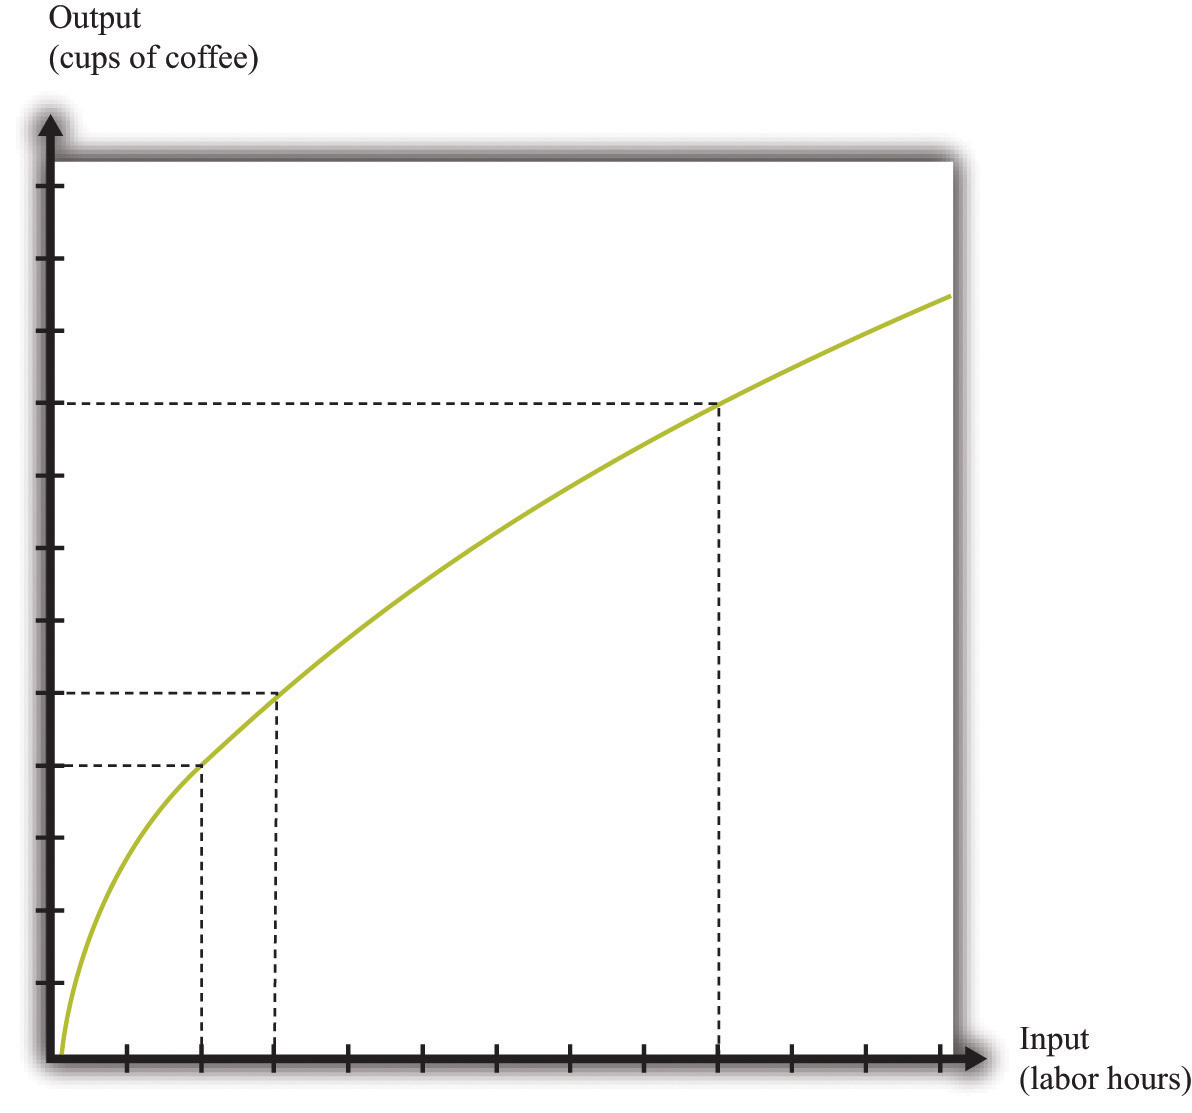 Output
(cups of coffee)
Input
(labor hours)